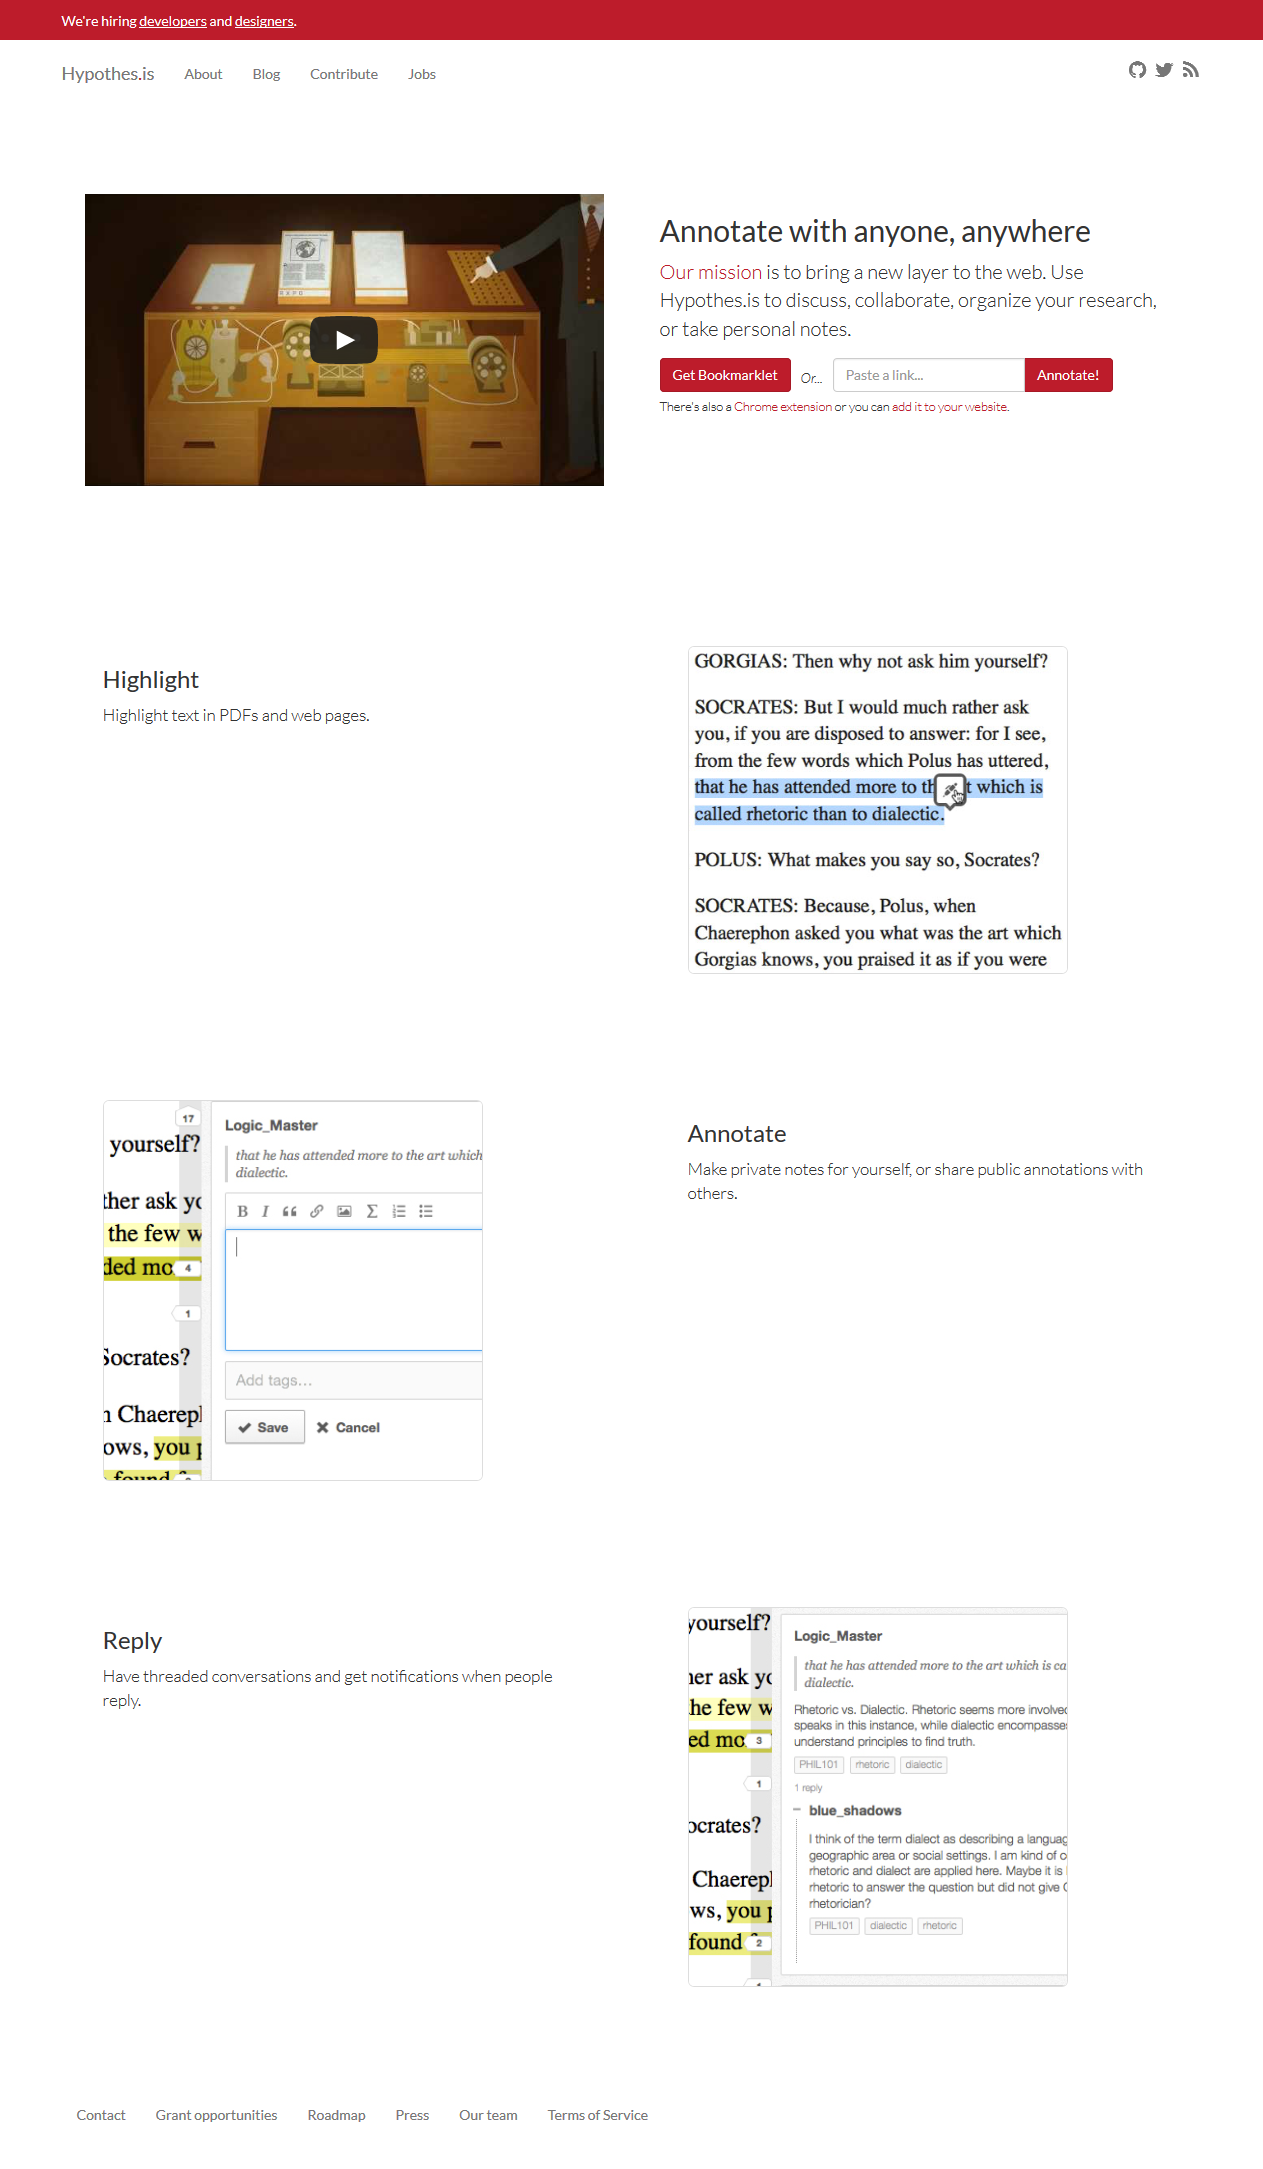 We're hiring developers and designers.
Hypothes.is About Blog Contribute Jobs
Annotate with anyone, anywhere
Our mission is to bring a new layer to the web. Use
Hypothes.is to discuss, collaborate, organize your research,
or take personal notes.
Get Bookmarklet Or... Paste a link... Annotate!
There's also a Chrome extension or you can add it to your website.
Highlight
Highlight text in PDFs and web pages.
GORGIAS: Then why not ask him yourself?
SOCRATES: But I would much rather ask
you, if you are disposed to answer: for I see,
from the few words which Polus has uttered,
that he has attended more to th t which is
called rhetoric than to dialectic.
POLUS: What makes you say so, Socrates?
SOCRATES: Because, Polus, when
Chaerephon asked you what was the art which
Gorgias knows, you praised it as if you were
17
yourself?
ther ask yo
the few w
ded mo
4
1
Socrates?
n Chaerepl
ows, you p
found f
Logic_Master
that he has attended more to the art which
dialectic.
B I “ Σ
Add tags...
Save Cancel
Annotate
Make private notes for yourself, or share public annotations with
others.
Reply
Have threaded conversations and get notifications when people
reply.
yourself?
her ask yo
the few w
ed mo
3
1
ocrates?
Chaerepl
ws, you p
found f
2
Logic_Master
that he has attended more to the art which is ca
dialectic.
Rhetoric vs. Dialectic. Rhetoric seems more involved
speaks in this instance, while dialectic encompasses
understand principles to find truth.
PHIL101 rhetoric dialectic
1 reply
blue_shadows
I think of the term dialect as describing a languag
geographic area or social settings. I am kind of c
rhetoric and dialect are applied here. Maybe it is
rhetoric to answer the question but did not give
rhetorician?
PHIL101 dialectic rhetoric
Contact Grant opportunities Roadmap Press Our team Terms of Service